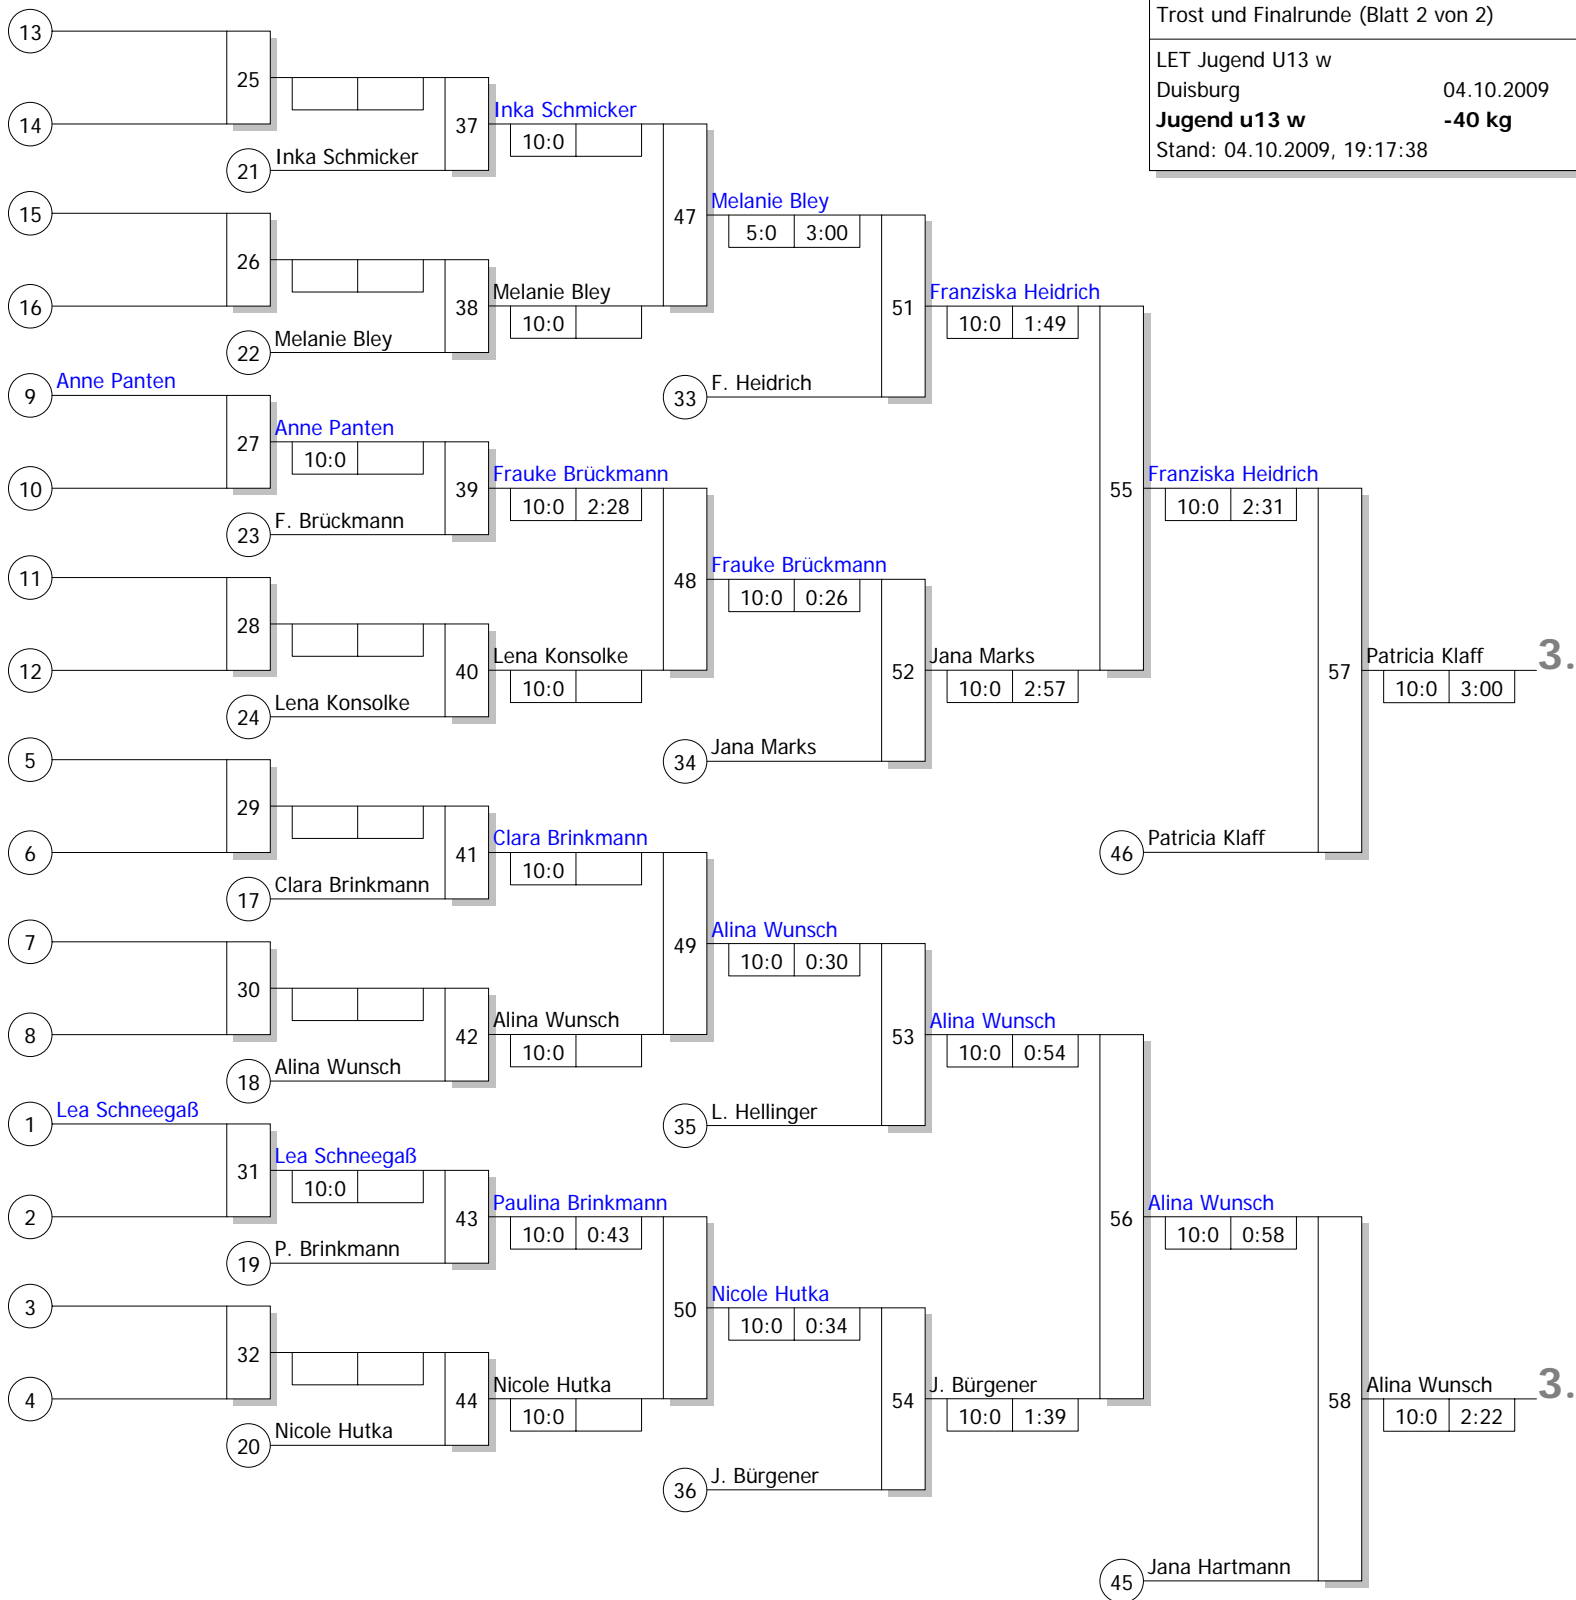 Trost und Finalrunde (Blatt 2 von 2)
LET Jugend U13 w
Duisburg 04.10.2009
Jugend u13 w -40 kg
Stand: 04.10.2009, 19:17:38
13
25
14
37
Inka Schmicker
10:0
21 Inka Schmicker
15
47
Melanie Bley
5:0 3:00
26
16
38
Melanie Bley
10:0
22 Melanie Bley
51
Franziska Heidrich
10:0 1:49
33 F. Heidrich
9 Anne Panten
27
Anne Panten
10:0
10
39
Frauke Brückmann
10:0 2:28
23 F. Brückmann
55
Franziska Heidrich
10:0 2:31
11
48
Frauke Brückmann
10:0 0:26
28
12
40
Lena Konsolke
10:0
24 Lena Konsolke
52
Jana Marks
10:0 2:57
34 Jana Marks
57
Patricia Klaff
10:0 3:00
3.
46 Patricia Klaff
5
29
6
41
Clara Brinkmann
10:0
17 Clara Brinkmann
7
49
Alina Wunsch
10:0 0:30
30
8
42
Alina Wunsch
10:0
18 Alina Wunsch
53
Alina Wunsch
10:0 0:54
35 L. Hellinger
1 Lea Schneegaß
31
Lea Schneegaß
10:0
2
43
Paulina Brinkmann
10:0 0:43
19 P. Brinkmann
56
Alina Wunsch
10:0 0:58
3
50
Nicole Hutka
10:0 0:34
32
4
44
Nicole Hutka
10:0
20 Nicole Hutka
54
J. Bürgener
10:0 1:39
36 J. Bürgener
58
Alina Wunsch
10:0 2:22
3.
45 Jana Hartmann